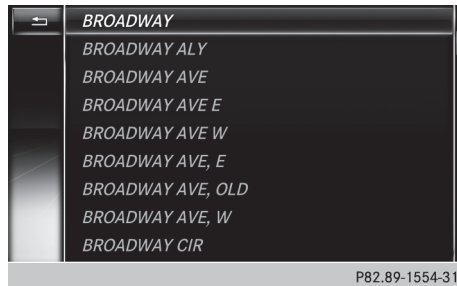 BROADWAY
BROADWAY ALY
BROADWAY AVE
BROADWAY AVE E
BROADWAY AVE W
BROADWAY AVE, E
BROADWAY AVE, OLD
BROADWAY AVE, W
BROADWAY CIR
P82.89-1554-31